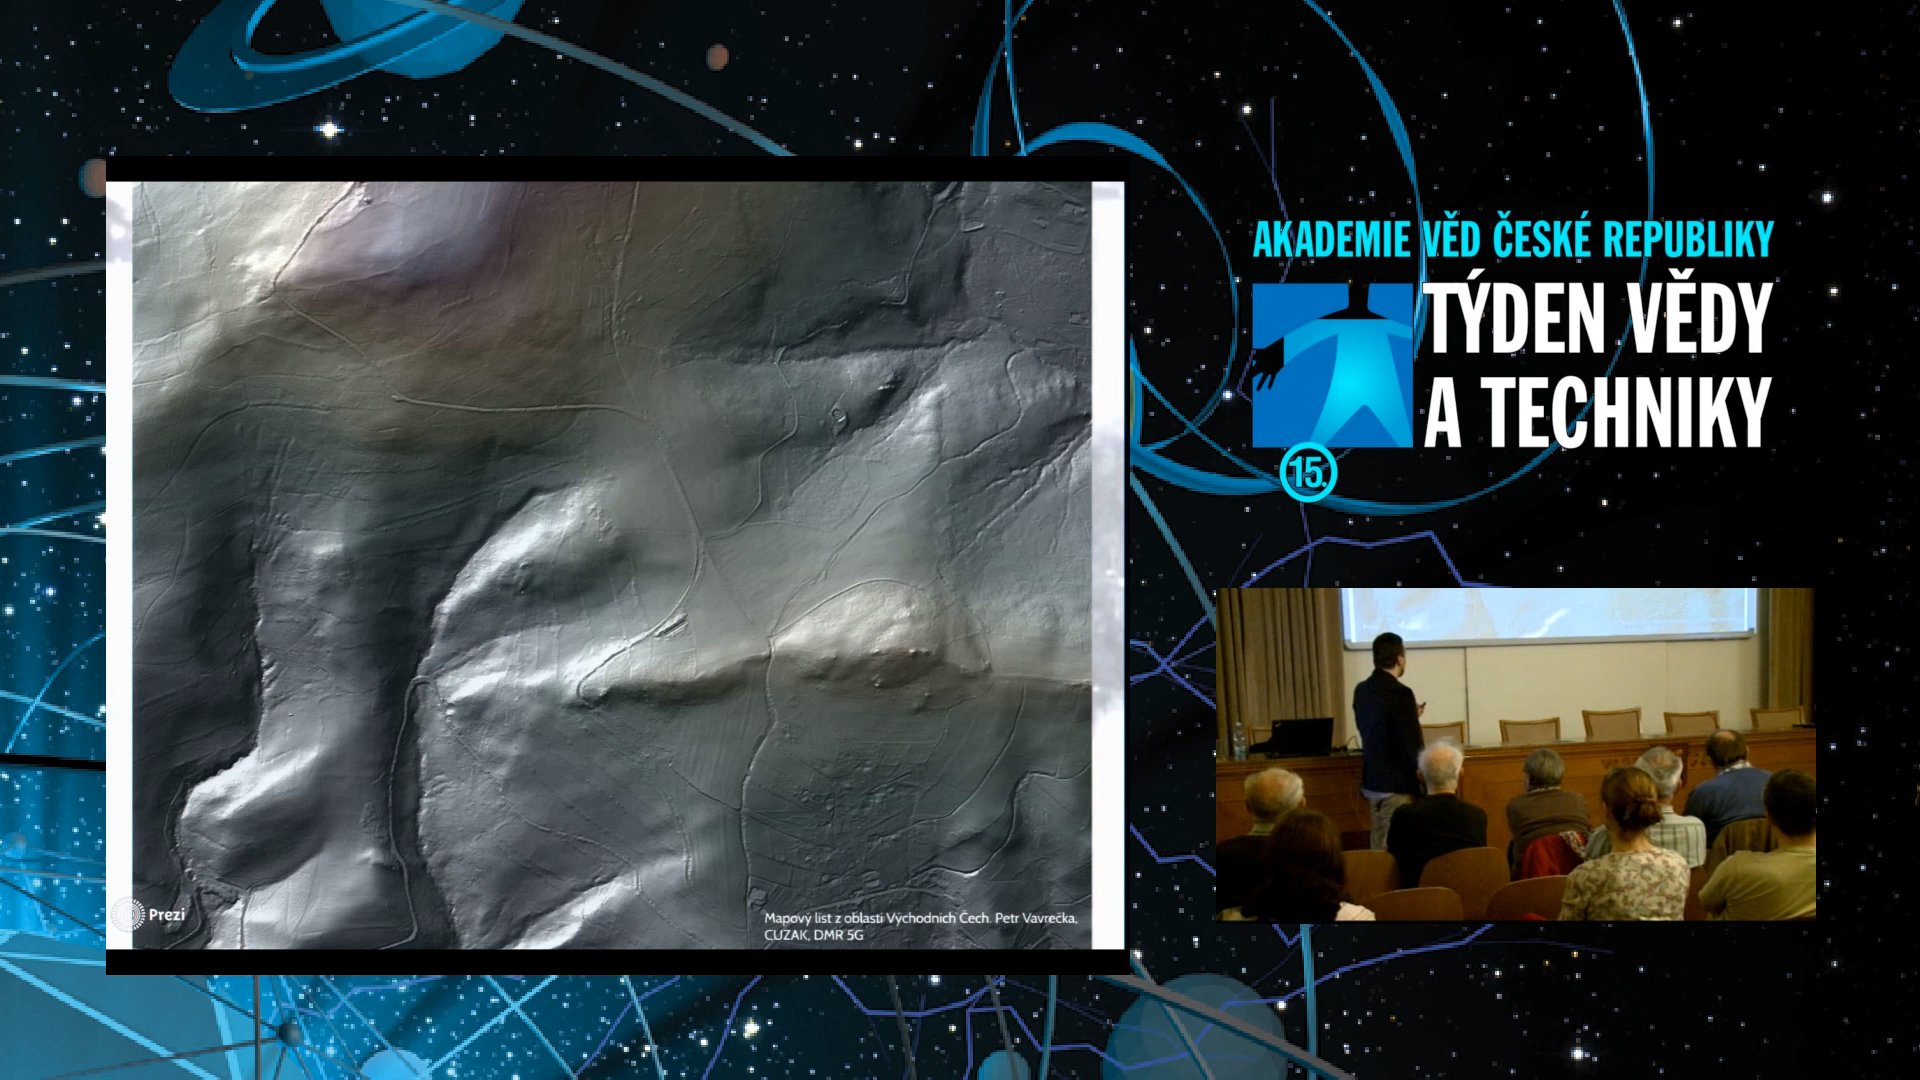 AKADEMIE VĚD ČESKÉ REPUBLIKY
TÝDEN VĚDY
A TECHNIKY
15.
Prezi
Mapový list z oblasti Východních Čech. Petr Vavrečka,
CUZAK, DMR 5G